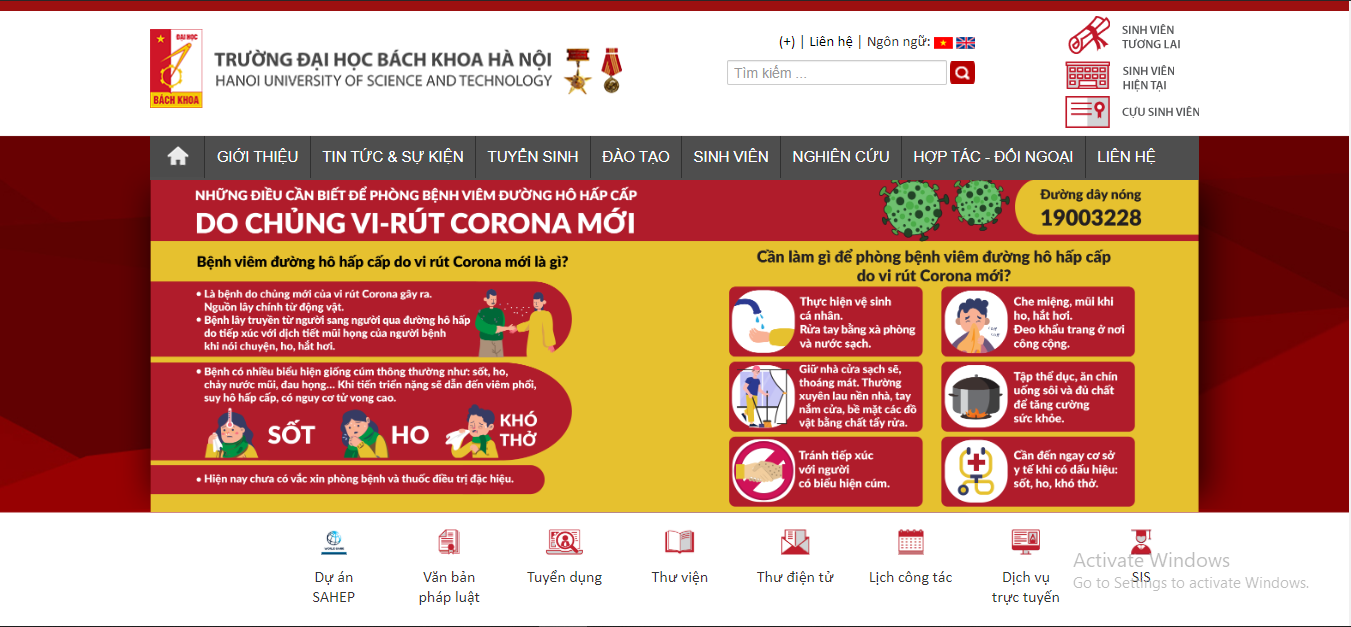 ĐẠI HỌC
BÁCH KHOA
TRƯỜNG ĐẠI HỌC BÁCH KHOA HÀ NỘI
HANOI UNIVERSITY OF SCIENCE AND TECHNOLOGY
(+) | Liên hệ | Ngôn ngữ:
Tìm kiếm ...
SINH VIÊN
TƯƠNG LAI
SINH VIÊN
HIỆN TẠI
CỰU SINH VIÊN
GIỚI THIỆU
TIN TỨC & SỰ KIỆN
TUYỂN SINH
ĐÀO TẠO
SINH VIÊN
NGHIÊN CỨU
HỢP TÁC - ĐỐI NGOẠI
LIÊN HỆ
NHỮNG ĐIỀU CẦN BIẾT ĐỂ PHÒNG BỆNH VIÊM ĐƯỜNG HÔ HẤP CẤP
DO CHỦNG VI-RÚT CORONA MỚI
Đường dây nóng
19003228
Bệnh viêm đường hô hấp cấp do vi rút Corona mới là gì?
• Là bệnh do chủng mới của vi rút Corona gây ra.
Nguồn lây chính từ động vật.
• Bệnh lây truyền từ người sang người qua đường hô hấp
do tiếp xúc với dịch tiết mũi họng của người bệnh
khi nói chuyện, ho, hắt hơi.
• Bệnh có nhiều biểu hiện giống cúm thông thường như: sốt, ho,
chảy nước mũi, đau họng... Khi tiến triển nặng sẽ dẫn đến viêm phổi,
suy hô hấp cấp, có nguy cơ tử vong cao.
SỐT
HO
KHÓ
THỞ
• Hiện nay chưa có vắc xin phòng bệnh và thuốc điều trị đặc hiệu.
Cần làm gì để phòng bệnh viêm đường hô hấp cấp
do vi rút Corona mới?
Thực hiện vệ sinh
cá nhân.
Rửa tay bằng xà phòng
và nước sạch.
Che miệng, mũi khi
ho, hắt hơi.
Đeo khẩu trang ở nơi
công cộng.
Giữ nhà cửa sạch sẽ,
thoáng mát. Thường
xuyên lau nền nhà, tay
nắm cửa, bề mặt các đồ
vật bằng chất tẩy rửa.
Tập thể dục, ăn chín
uống sôi và đủ chất
để tăng cường
sức khỏe.
Tránh tiếp xúc
với người
có biểu hiện cúm.
Cần đến ngay cơ sở
y tế khi có dấu hiệu:
sốt, ho, khó thở.
Dự án
SAHEP
Văn bản
pháp luật
Tuyển dụng
Thư viện
Thư điện tử
Lịch công tác
Dịch vụ
trực tuyến
SIS
Activate Windows
Go to Settings to activate Windows.